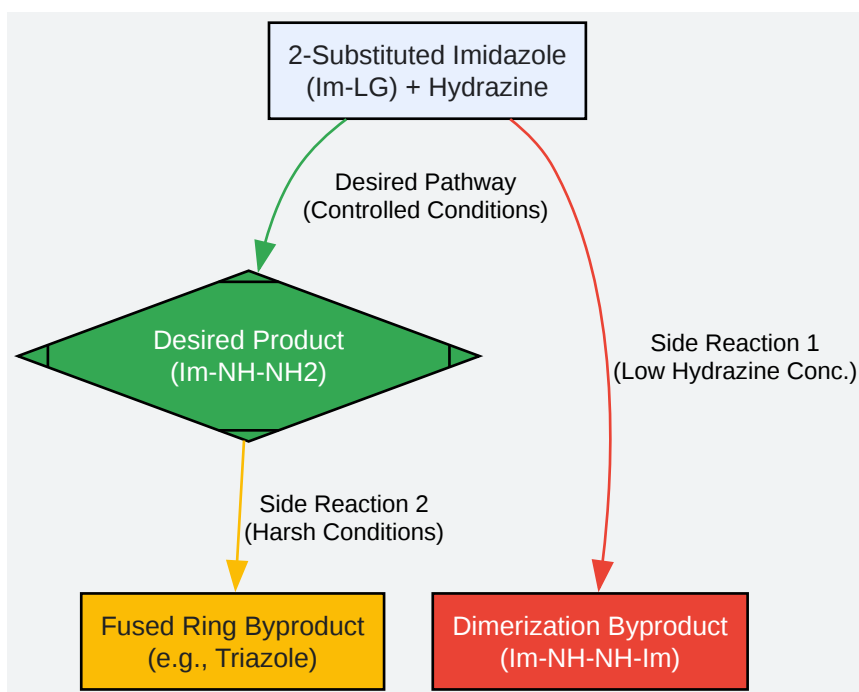 2-Substituted Imidazole
(Im-LG) + Hydrazine
Desired Pathway
(Controlled Conditions)
Desired Product
(Im-NH-NH2)
Side Reaction 1
(Low Hydrazine Conc.)
Side Reaction 2
(Harsh Conditions)
Fused Ring Byproduct
(e.g., Triazole)
Dimerization Byproduct
(Im-NH-NH-Im)